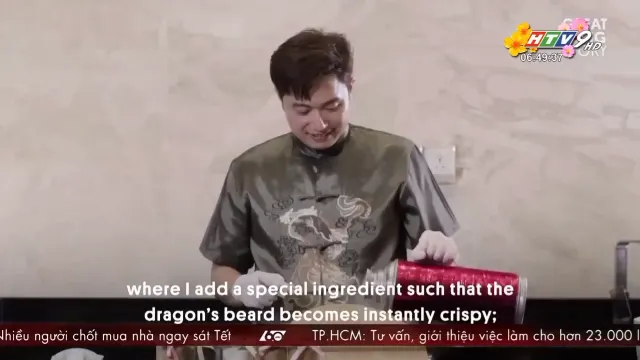 HTV9 HD
06:49:37
where I add a special ingredient such that the
dragon's beard becomes instantly crispy;
Nhiều người chốt mua nhà ngay sát Tết
TP.HCM: Tư vấn, giới thiệu việc làm cho hơn 23.000